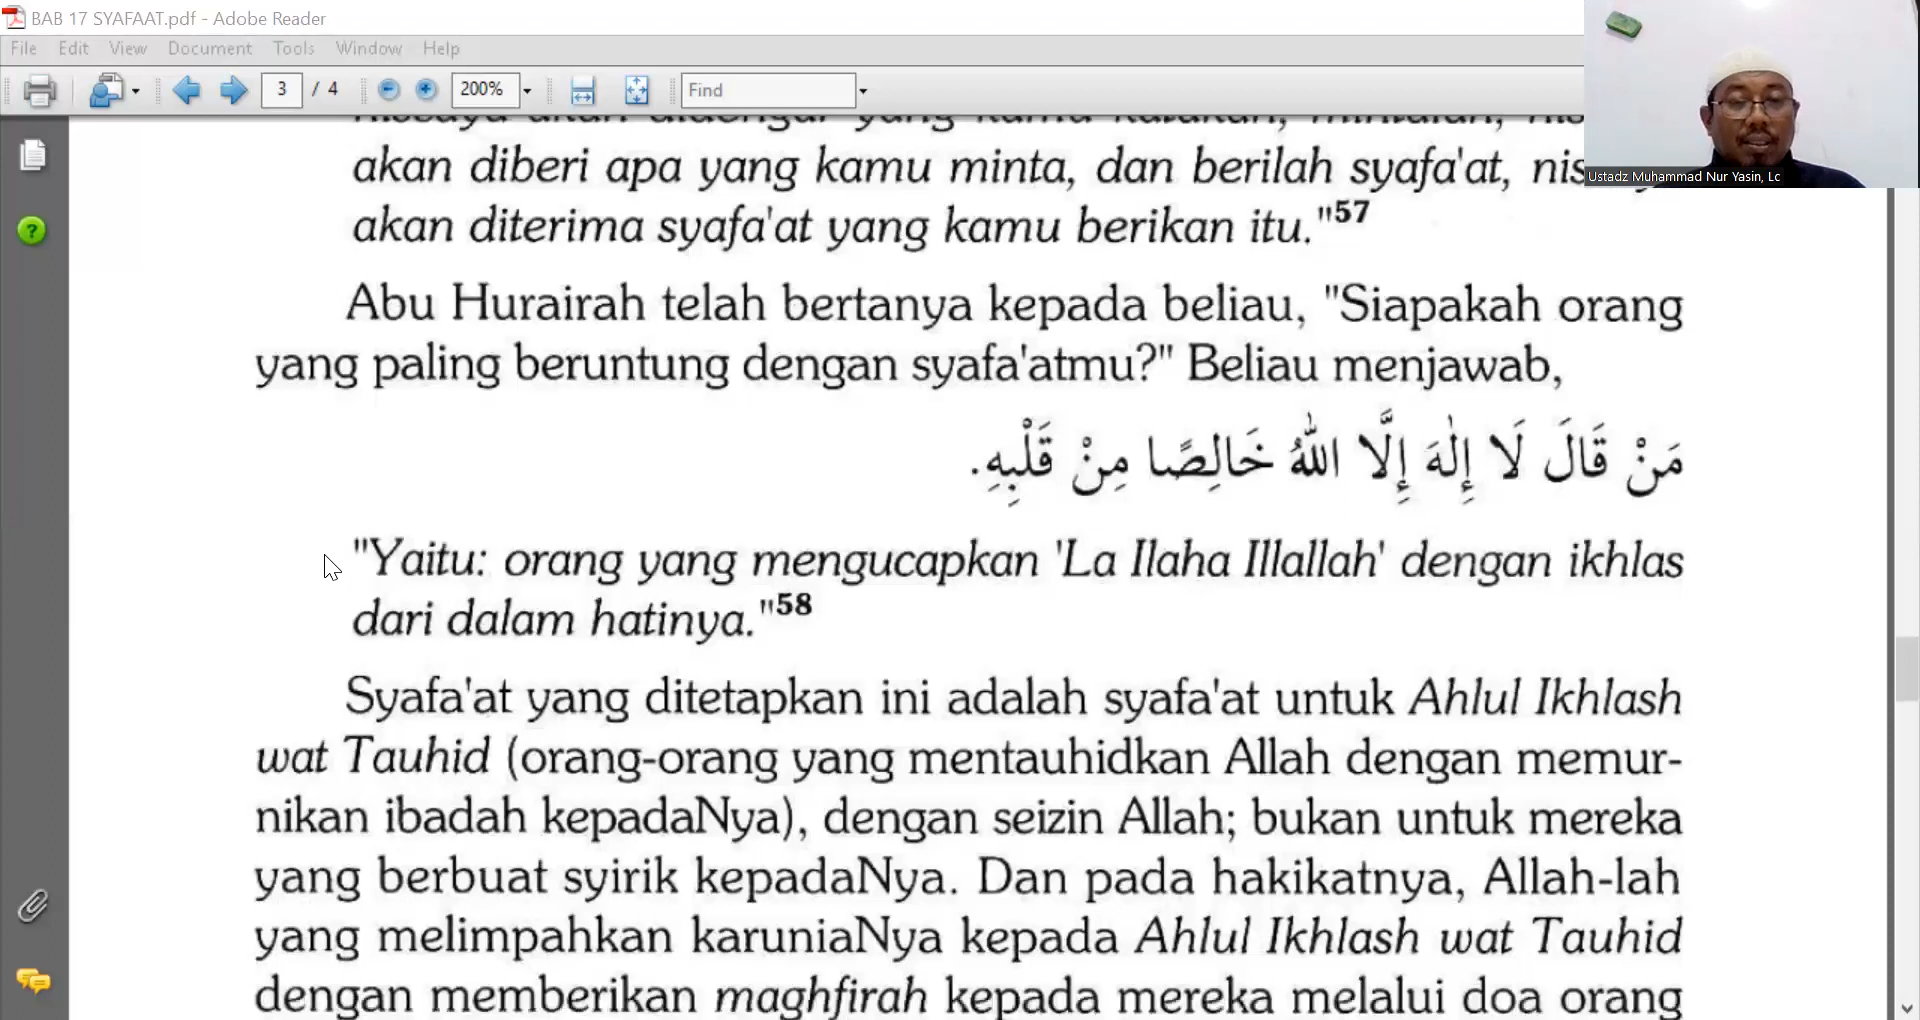 BAB 17 SYAFAAT.pdf - Adobe Reader
File Edit View Document Tools Window Help
3 / 4 200% Find
akan diberi apa yang kamu minta, dan berilah syafa'at,
akan diterima syafa'at yang kamu berikan itu."57
Abu Hurairah telah bertanya kepada beliau, "Siapakah orang
yang paling beruntung dengan syafa'atmu?" Beliau menjawab,
مَنْ قَالَ لَا إِلٰهَ إِلَّا اللّٰهُ خَالِصًا مِنْ قَلْبِهِ.
"Yaitu: orang yang mengucapkan 'La Ilaha Illallah' dengan ikhlas
dari dalam hatinya."58
Syafa'at yang ditetapkan ini adalah syafa'at untuk Ahlul Ikhlash
wat Tauhid (orang-orang yang mentauhidkan Allah dengan memur-
nikan ibadah kepadaNya), dengan seizin Allah; bukan untuk mereka
yang berbuat syirik kepadaNya. Dan pada hakikatnya, Allah-lah
yang melimpahkan karuniaNya kepada Ahlul Ikhlash wat Tauhid
dengan memberikan maghfirah kepada mereka melalui doa orang
Ustadz Muhammad Nur Yasin, Lc